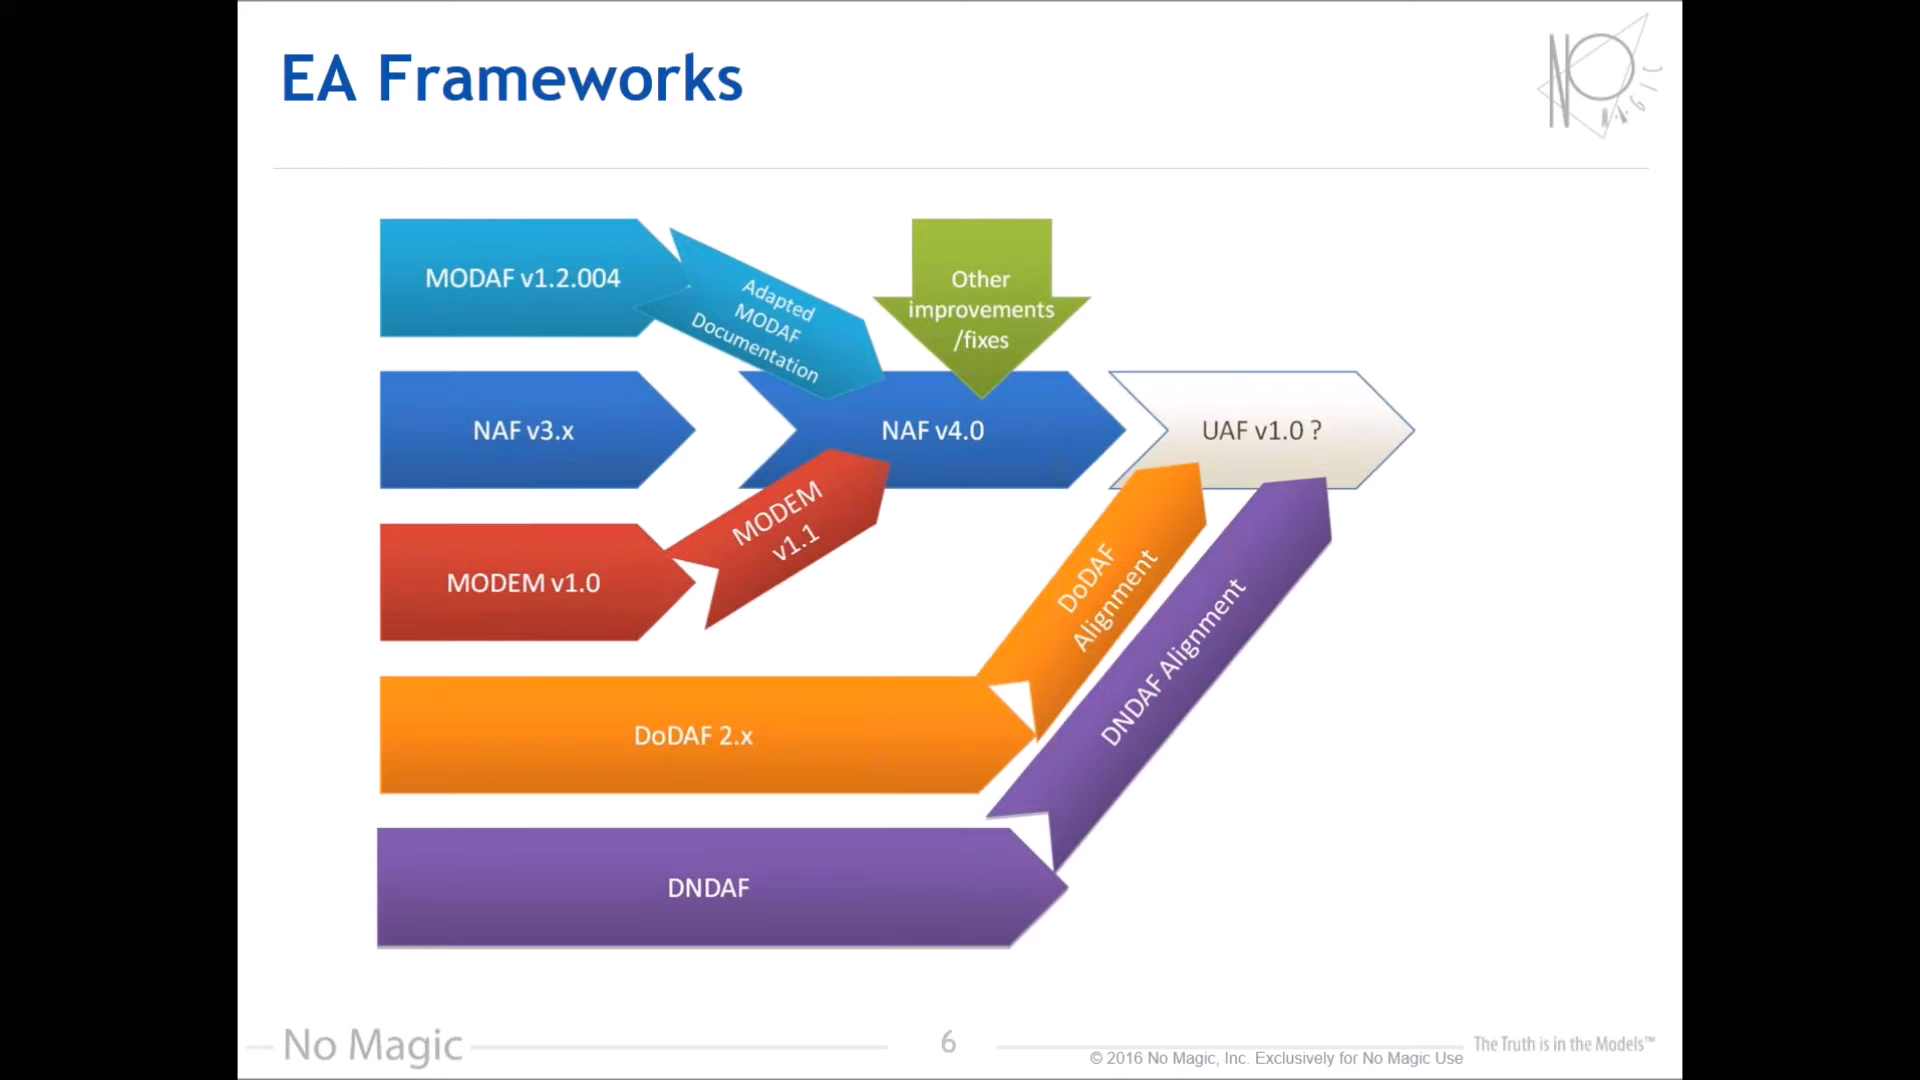 EA Frameworks
NO MAGIC
MODAF v1.2.004
Adapted
MODAF
Documentation
Other
improvements
/fixes
NAF v3.x
NAF v4.0
UAF v1.0 ?
MODEM
v1.1
MODEM v1.0
DoDAF
Alignment
DNDAF Alignment
DoDAF 2.x
DNDAF
No Magic
6
© 2016 No Magic, Inc. Exclusively for No Magic Use
The Truth is in the Models™